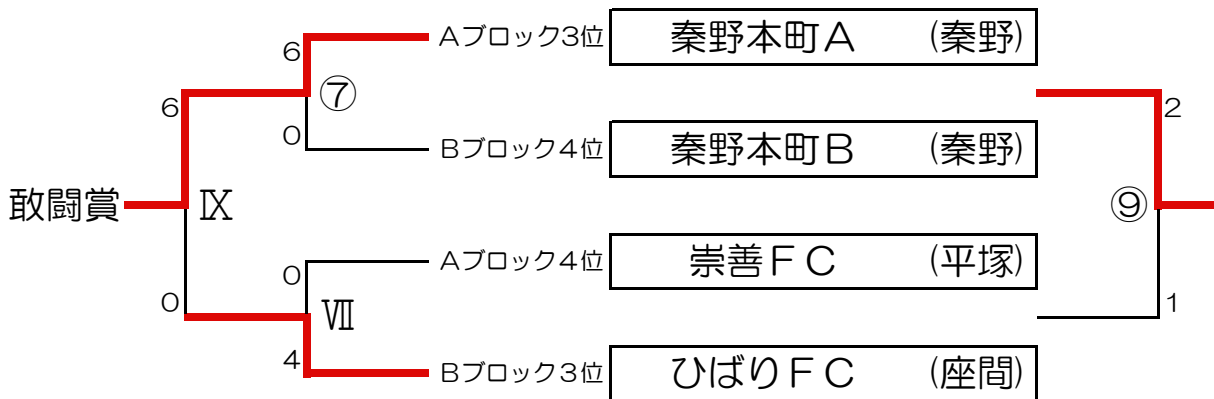 Aブロック3位 秦野本町A (秦野)
6
⑦
6 2
0
Bブロック4位 秦野本町B (秦野)
敢闘賞 Ⅸ ⑨
Aブロック4位 崇善FC (平塚)
0
0 Ⅶ 1
4
Bブロック3位 ひばりFC (座間)